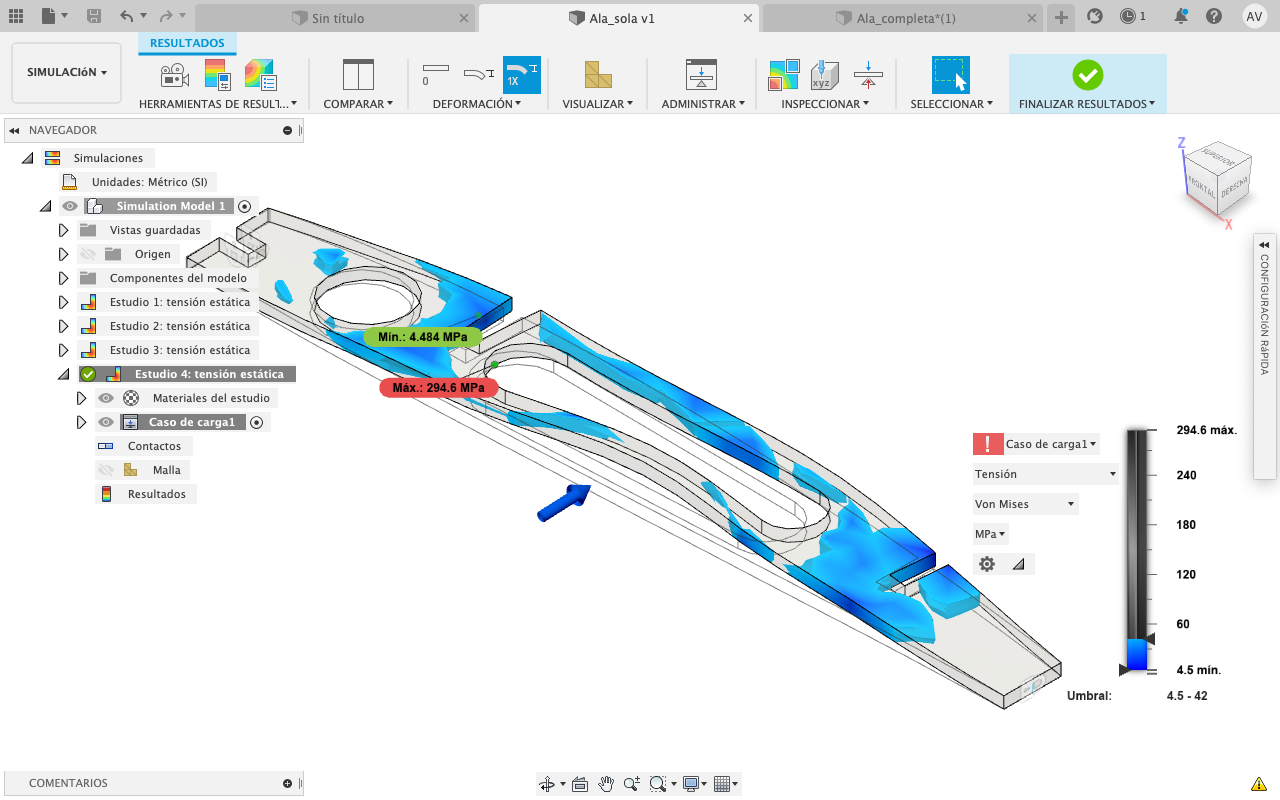 Sin título
Ala_sola v1
Ala_completa*(1)
1
AV
RESULTADOS
SIMULACIÓN
HERRAMIENTAS DE RESULT...
COMPARAR
0
1X
DEFORMACIÓN
VISUALIZAR
ADMINISTRAR
xyz
INSPECCIONAR
SELECCIONAR
FINALIZAR RESULTADOS
NAVEGADOR
Simulaciones
Unidades: Métrico (SI)
Simulation Model 1
Vistas guardadas
Origen
Componentes del modelo
Estudio 1: tensión estática
Estudio 2: tensión estática
Estudio 3: tensión estática
Estudio 4: tensión estática
Materiales del estudio
Caso de carga1
Contactos
Malla
Resultados
Mín.: 4.484 MPa
Máx.: 294.6 MPa
Z
SUPERIOR
FRONTAL
DERECHA
X
CONFIGURACIÓN RáPIDA
Caso de carga1
Tensión
Von Mises
MPa
294.6 máx.
240
180
120
60
4.5 mín.
Umbral:
4.5 - 42
COMENTARIOS